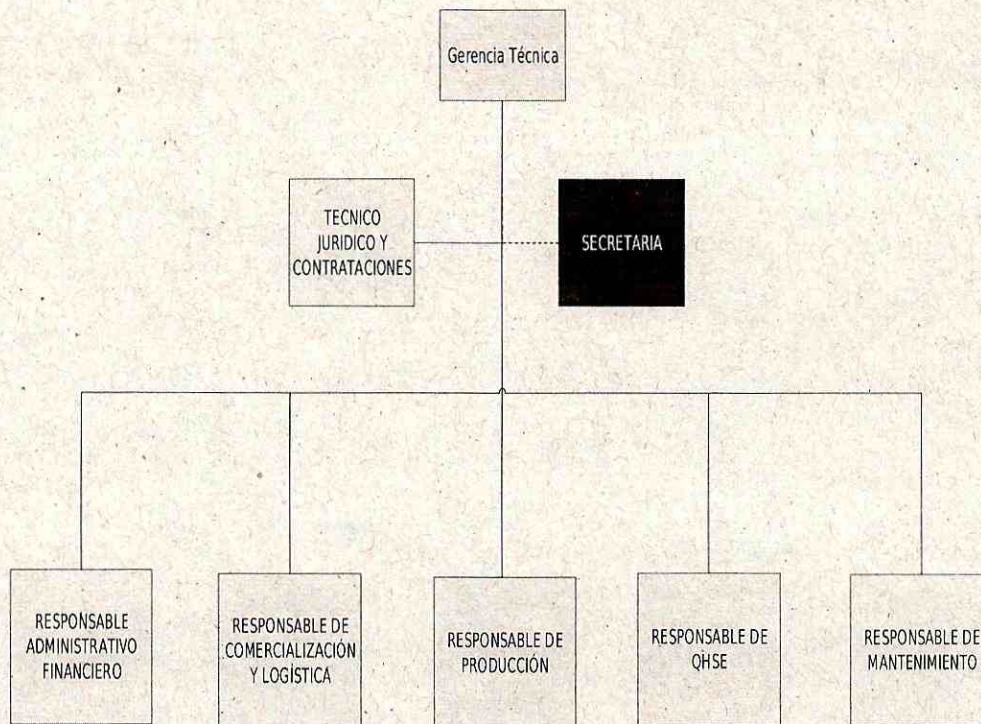 Gerencia Técnica
TECNICO
JURIDICO Y
CONTRATACIONES
SECRETARIA
RESPONSABLE
ADMINISTRATIVO
FINANCIERO
RESPONSABLE DE
COMERCIALIZACIÓN
Y LOGÍSTICA
RESPONSABLE DE
PRODUCCIÓN
RESPONSABLE DE
QHSE
RESPONSABLE DE
MANTENIMIENTO